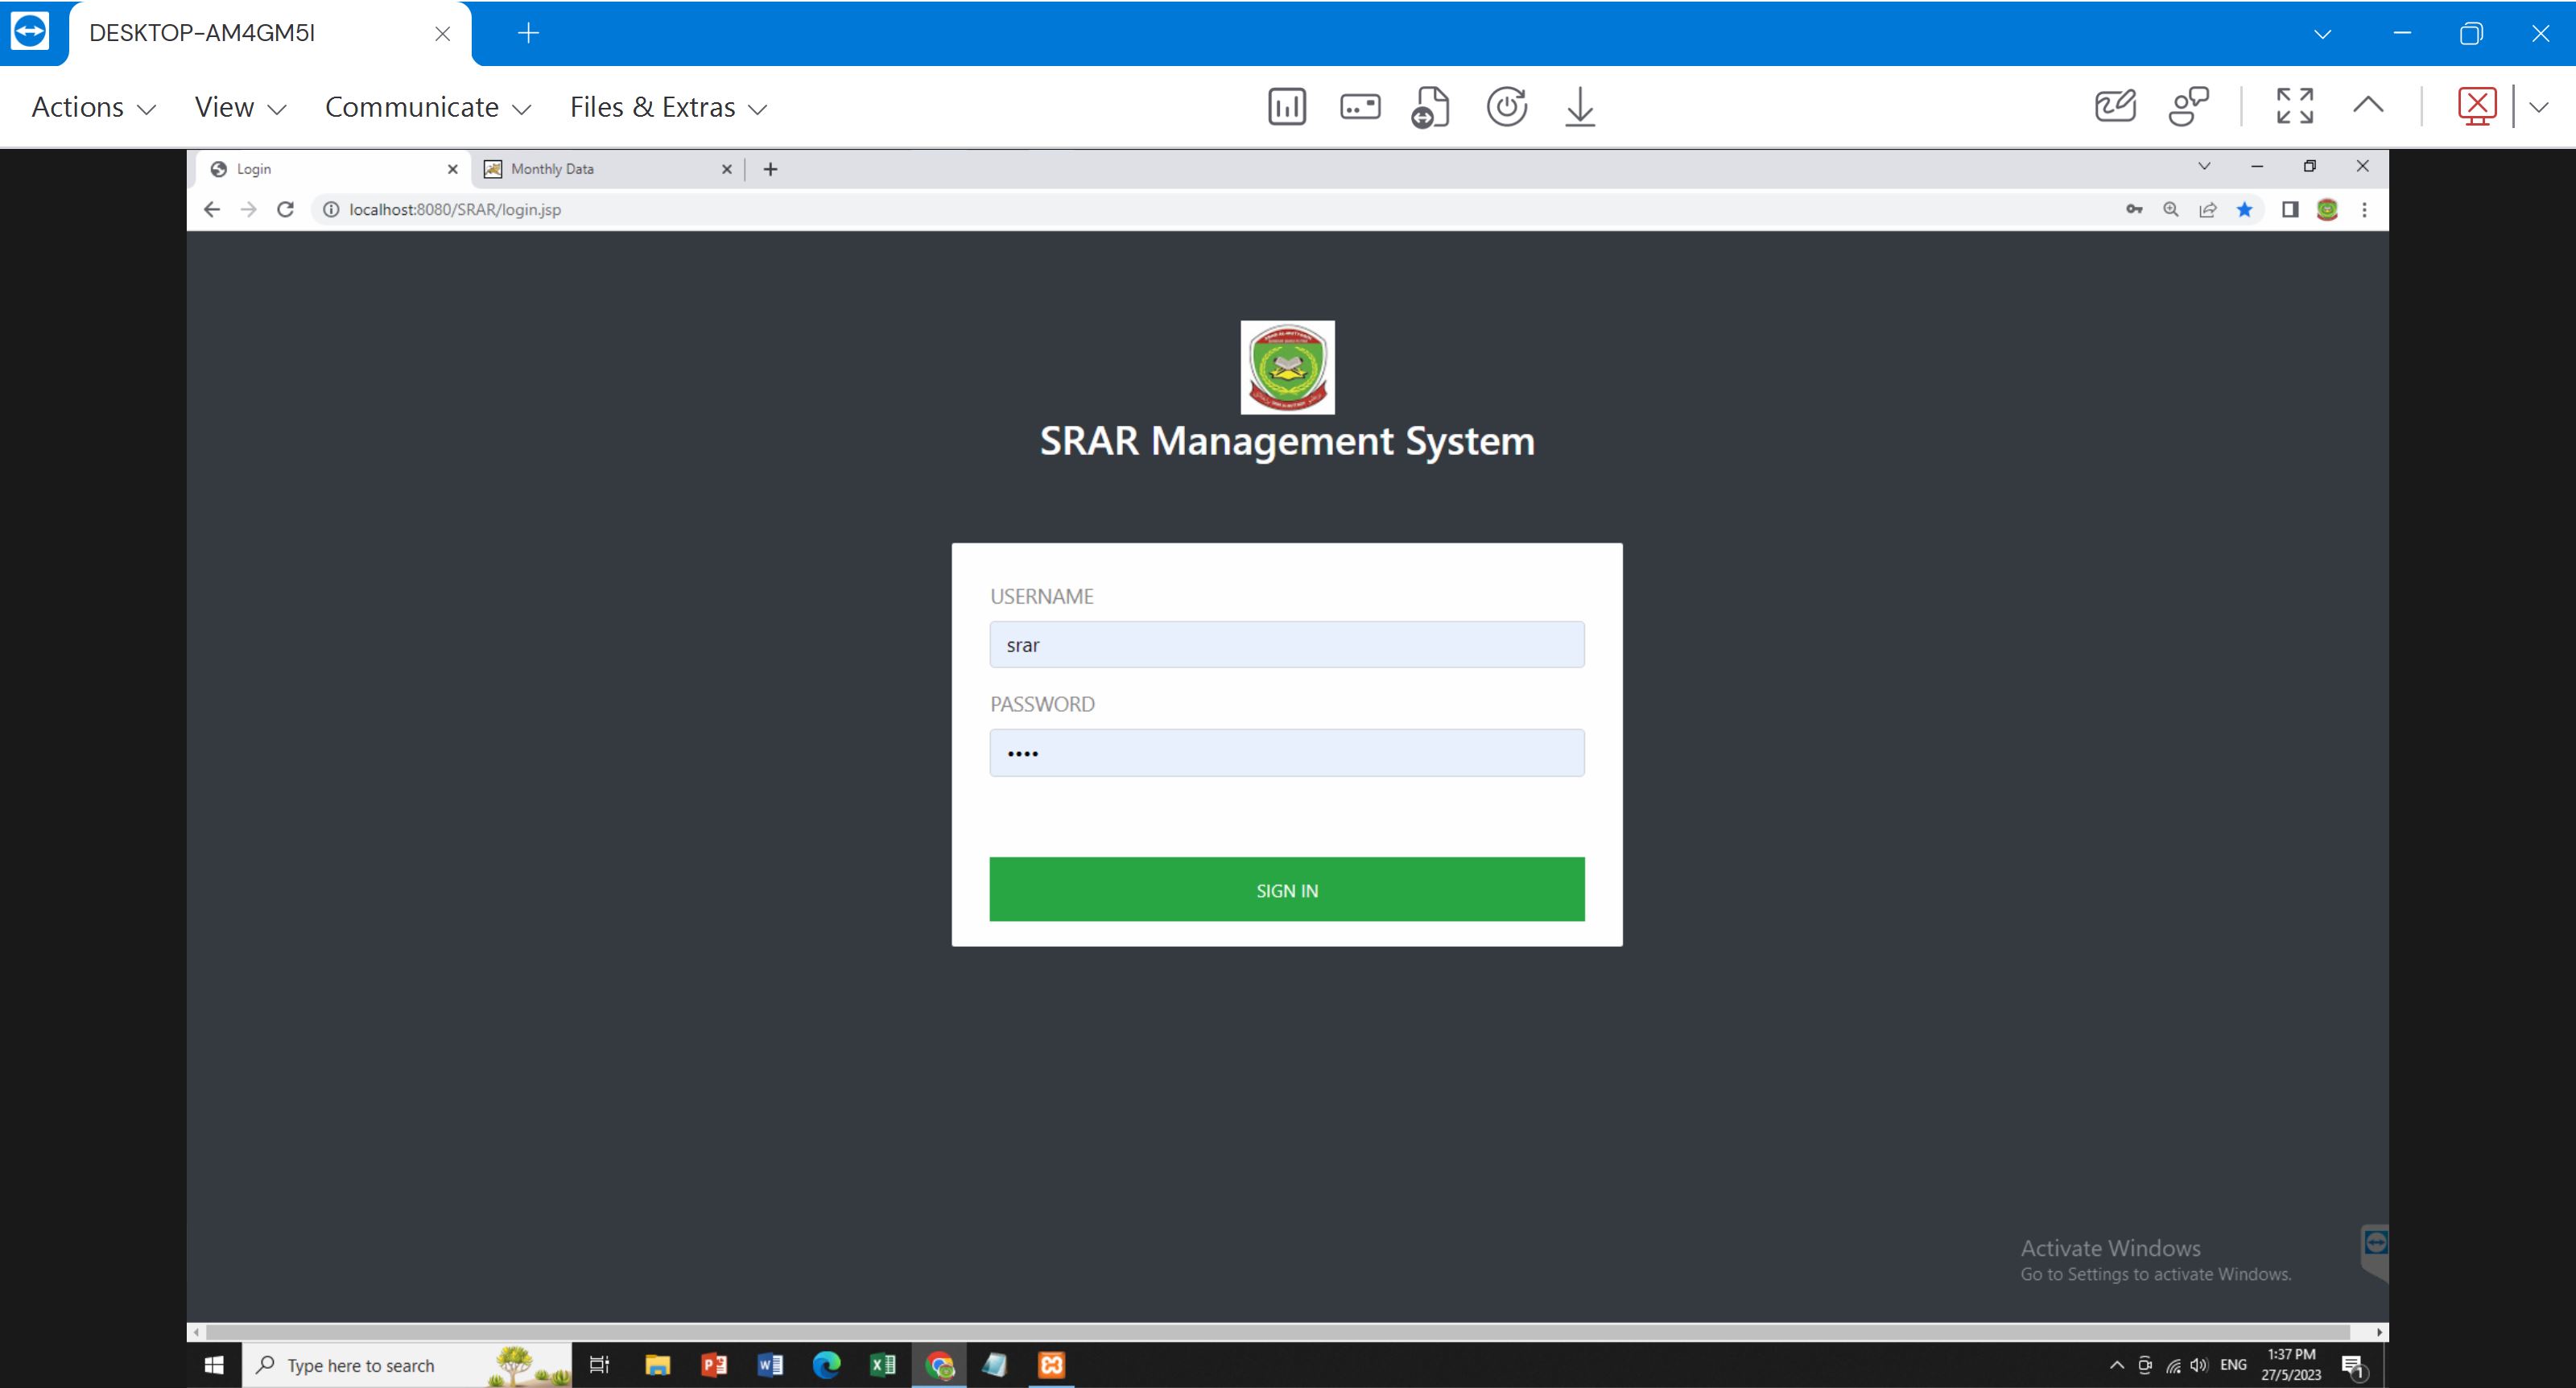 DESKTOP-AM4GM5I
Actions View Communicate Files & Extras
Login Monthly Data
localhost:8080/SRAR/login.jsp
SRAR Management System
USERNAME
srar
PASSWORD
••••
SIGN IN
Activate Windows
Go to Settings to activate Windows.
Type here to search
ENG
1:37 PM
27/5/2023
1